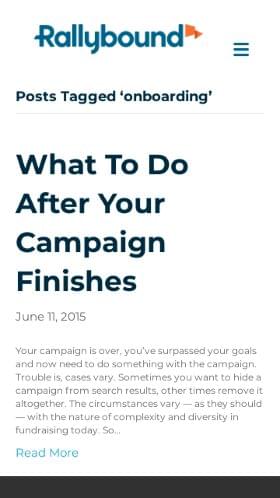 Rallybound
Posts Tagged ‘onboarding’
What To Do
After Your
Campaign
Finishes
June 11, 2015
Your campaign is over, you’ve surpassed your goals
and now need to do something with the campaign.
Trouble is, cases vary. Sometimes you want to hide a
campaign from search results, other times remove it
altogether. The circumstances vary — as they should
— with the nature of complexity and diversity in
fundraising today. So…
Read More